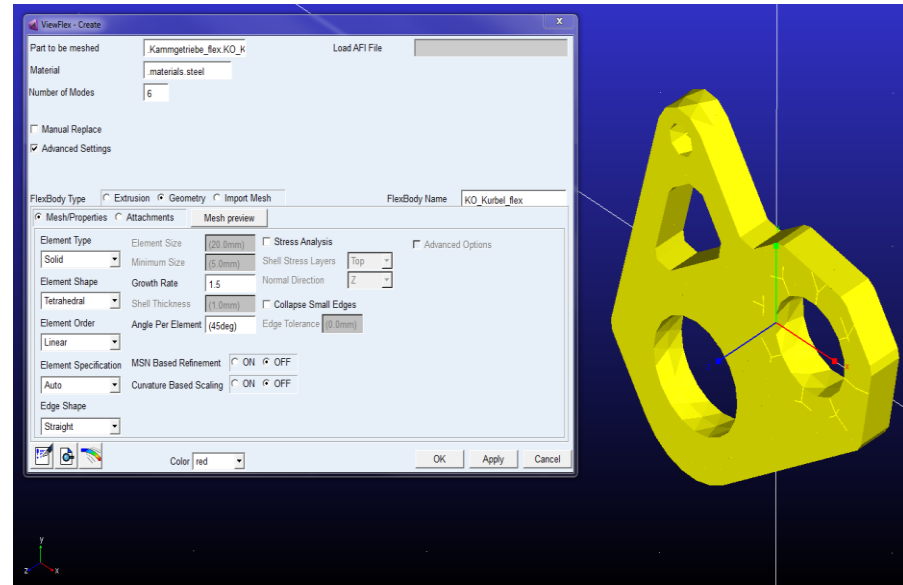 ViewFlex - Create
x
Part to be meshed .Kammgetriebe_flex.KO_K Load AFI File
Material .materials.steel
Number of Modes 6
Manual Replace
Advanced Settings
FlexBody Type Extrusion Geometry Import Mesh FlexBody Name KO_Kurbel_flex
Mesh/Properties Attachments Mesh preview
Element Type Element Size (20.0mm) Stress Analysis Advanced Options
Solid Minimum Size (5.0mm) Shell Stress Layers Top
Element Shape Growth Rate 1.5 Normal Direction Z
Tetrahedral Shell Thickness (1.0mm) Collapse Small Edges
Element Order Angle Per Element (45deg) Edge Tolerance (0.0mm)
Linear
Element Specification MSN Based Refinement ON OFF
Auto Curvature Based Scaling ON OFF
Edge Shape
Straight
Color red OK Apply Cancel
y
z x